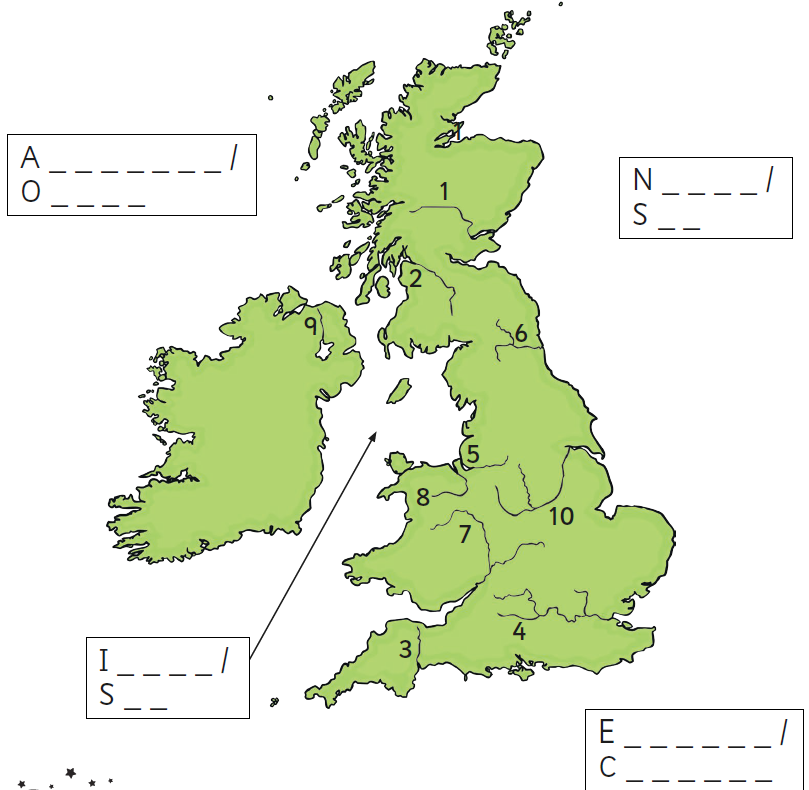 A _ _ _ _ _ _ _ /
O _ _ _ _
N _ _ _ _ /
S _ _
1
2
9
6
5
8
10
7
4
3
I _ _ _ _ /
S _ _
E _ _ _ _ _ _ /
C _ _ _ _ _ _